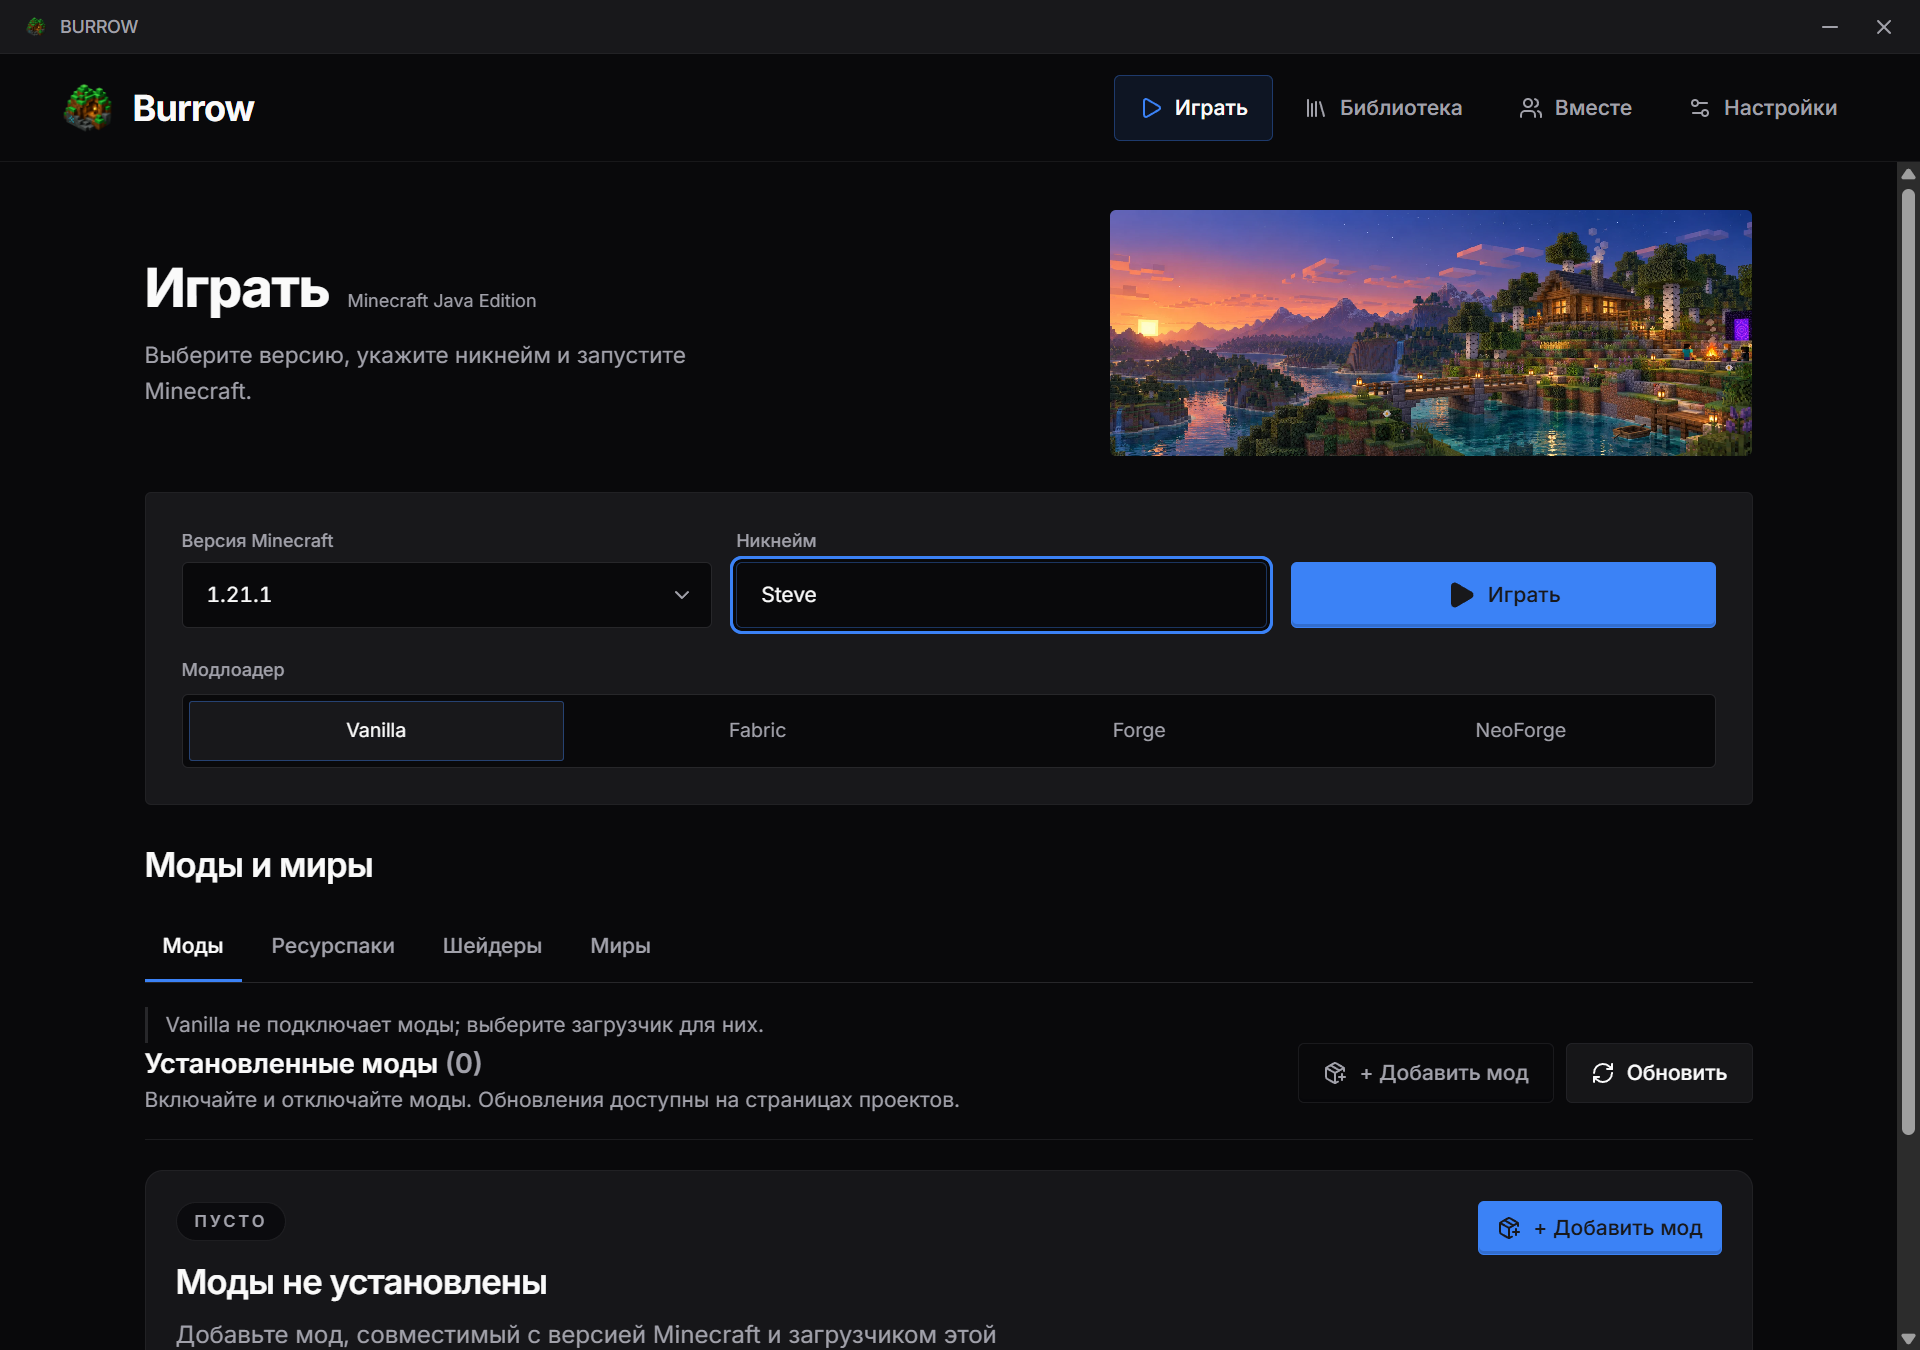 BURROW
Burrow
Играть
Библиотека
Вместе
Настройки
Играть Minecraft Java Edition
Выберите версию, укажите никнейм и запустите
Minecraft.
Версия Minecraft
1.21.1
Никнейм
Steve
Играть
Модлоадер
Vanilla
Fabric
Forge
NeoForge
Моды и миры
Моды
Ресурспаки
Шейдеры
Миры
Vanilla не подключает моды; выберите загрузчик для них.
Установленные моды (0)
Включайте и отключайте моды. Обновления доступны на страницах проектов.
+ Добавить мод
Обновить
ПУСТО
+ Добавить мод
Моды не установлены
Добавьте мод, совместимый с версией Minecraft и загрузчиком этой